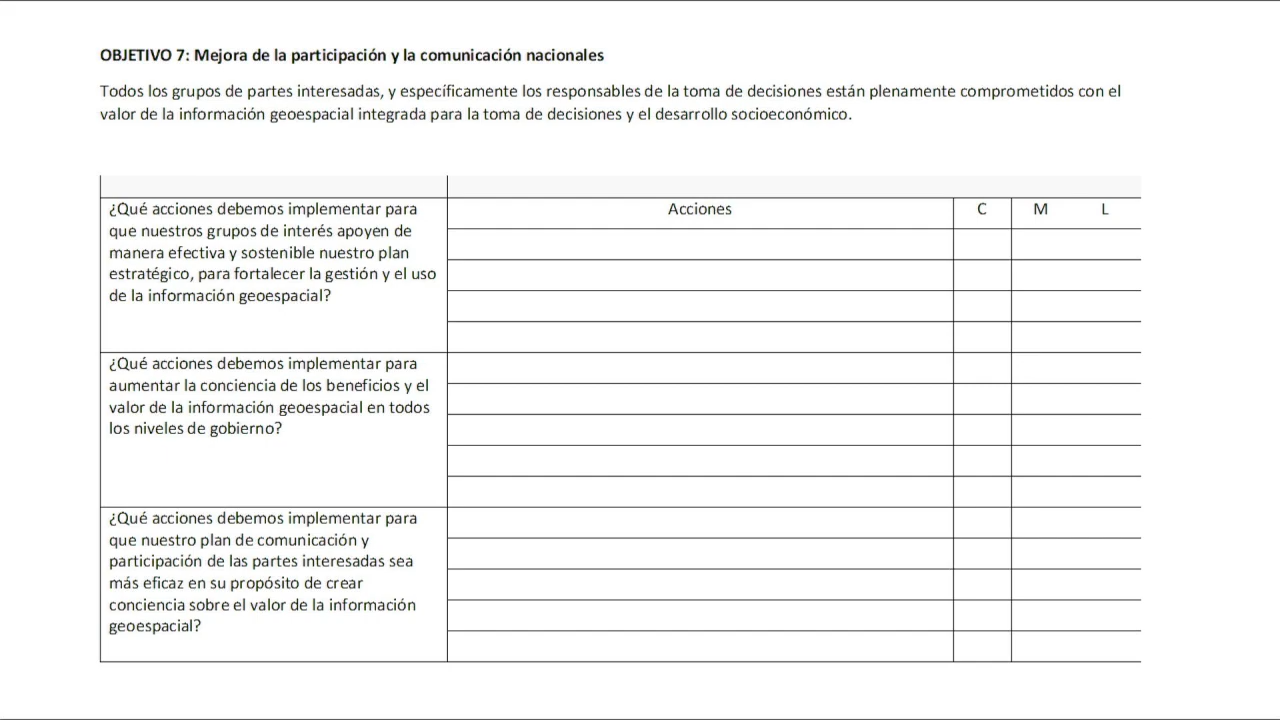 OBJETIVO 7: Mejora de la participación y la comunicación nacionales
Todos los grupos de partes interesadas, y específicamente los responsables de la toma de decisiones están plenamente comprometidos con el
valor de la información geoespacial integrada para la toma de decisiones y el desarrollo socioeconómico.
¿Qué acciones debemos implementar para
que nuestros grupos de interés apoyen de
manera efectiva y sostenible nuestro plan
estratégico, para fortalecer la gestión y el uso
de la información geoespacial?
Acciones C M L
¿Qué acciones debemos implementar para
aumentar la conciencia de los beneficios y el
valor de la información geoespacial en todos
los niveles de gobierno?
¿Qué acciones debemos implementar para
que nuestro plan de comunicación y
participación de las partes interesadas sea
más eficaz en su propósito de crear
conciencia sobre el valor de la información
geoespacial?